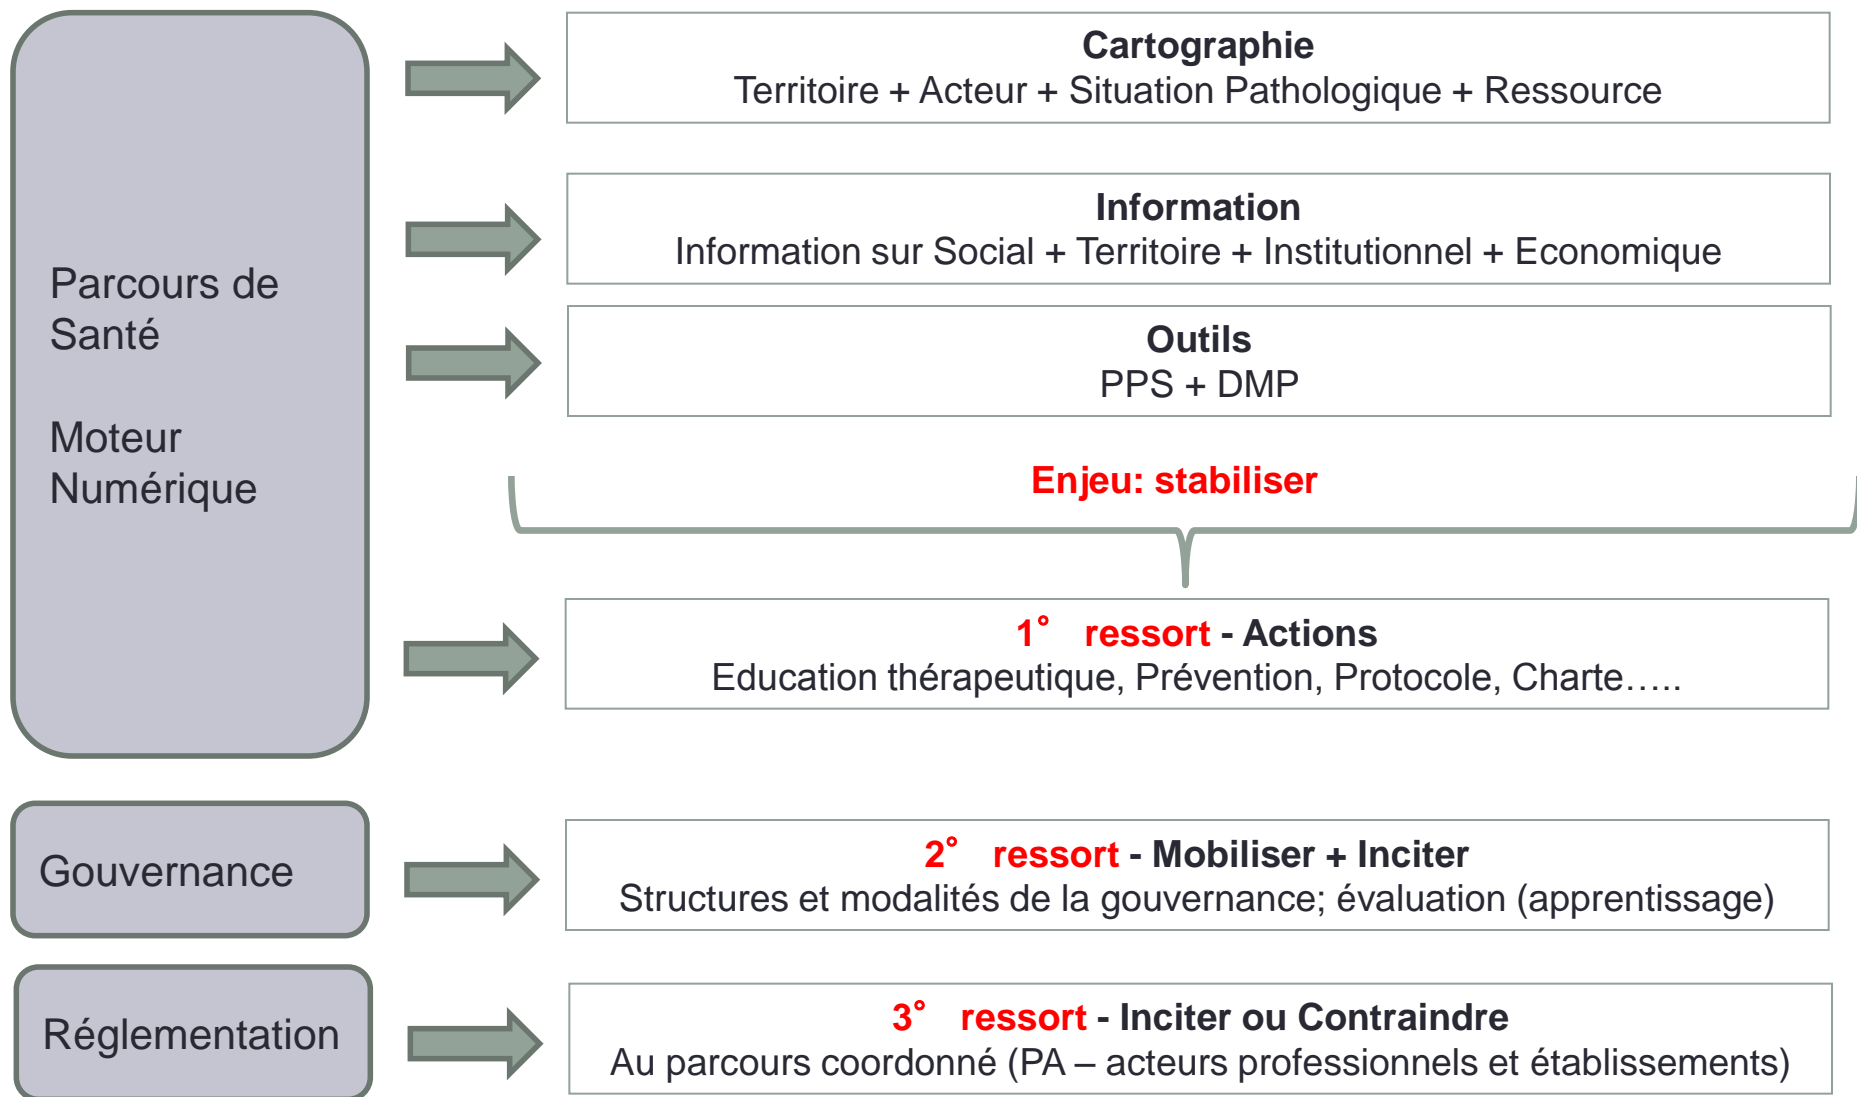 Parcours de
Santé
Moteur
Numérique
Cartographie
Territoire + Acteur + Situation Pathologique + Ressource
Information
Information sur Social + Territoire + Institutionnel + Economique
Outils
PPS + DMP
Enjeu: stabiliser
1° ressort - Actions
Education thérapeutique, Prévention, Protocole, Charte.....
Gouvernance
2° ressort - Mobiliser + Inciter
Structures et modalités de la gouvernance; évaluation (apprentissage)
Réglementation
3° ressort - Inciter ou Contraindre
Au parcours coordonné (PA – acteurs professionnels et établissements)